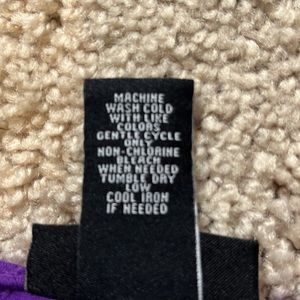 MACHINE
WASH COLD
WITH LIKE
COLORS
GENTLE CYCLE
ONLY
NON-CHLORINE
BLEACH
WHEN NEEDED
TUMBLE DRY
LOW
COOL IRON
IF NEEDED